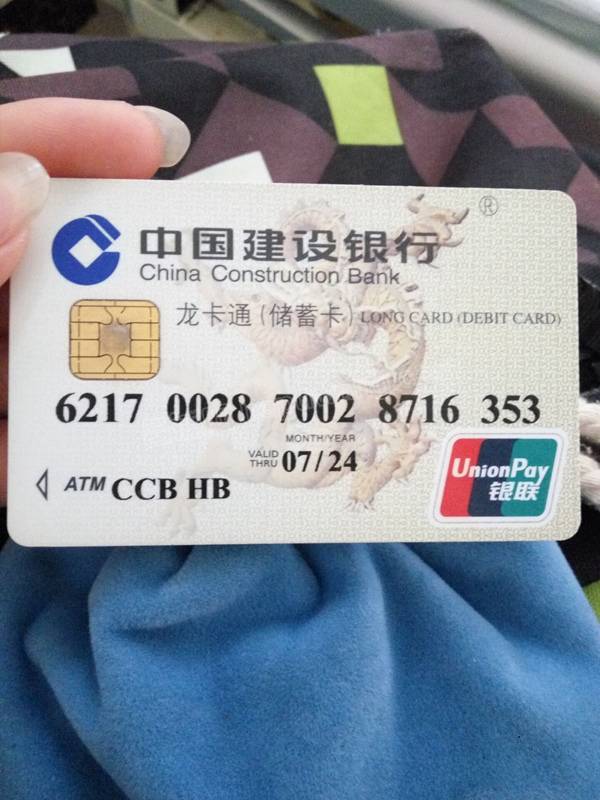 ®
中国建设银行
China Construction Bank
龙卡通(储蓄卡) LONG CARD (DEBIT CARD)
6217 0028 7002 8716 353
MONTH/YEAR
VALID THRU 07/24
ATM CCB HB
UnionPay
银联